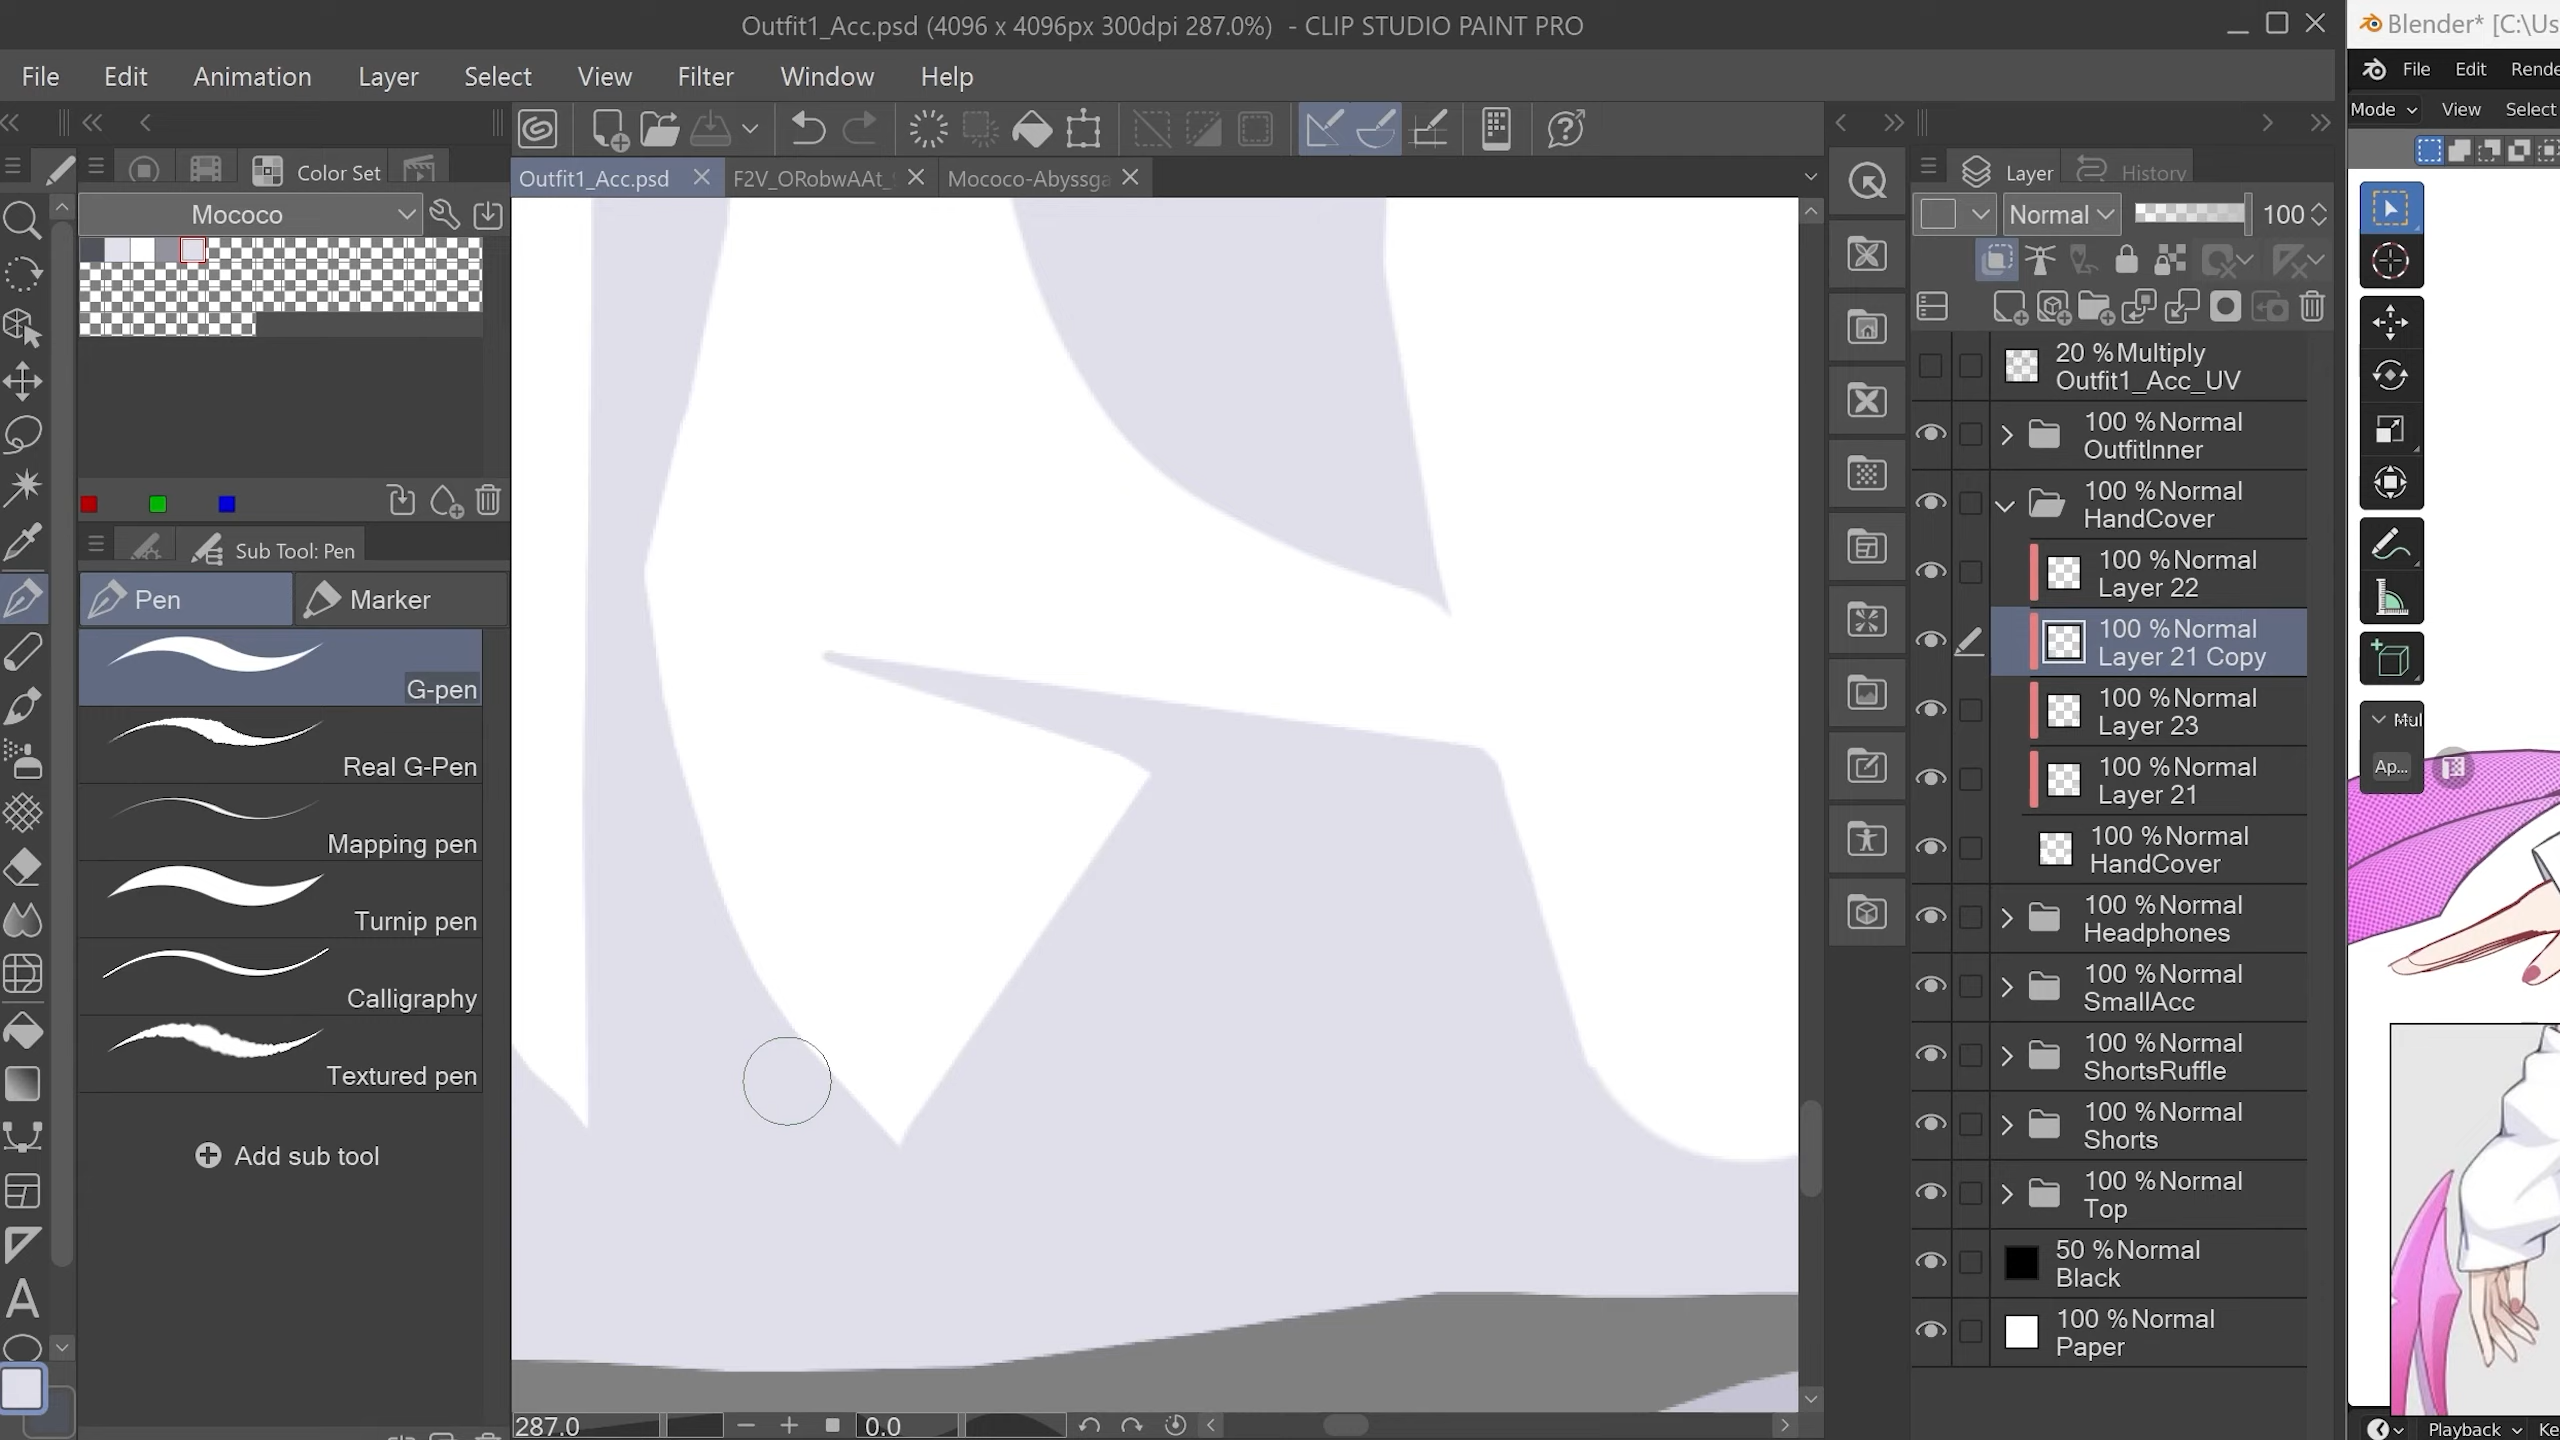 Outfit1_Acc.psd (4096 x 4096px 300dpi 287.0%) - CLIP STUDIO PAINT PRO
Blender* [C:\Us
File Edit Animation Layer Select View Filter Window Help
File Edit Rende
Mode View Select
Color Set
Outfit1_Acc.psd
F2V_ORobwAAt_
Mococo-Abyssga
Layer
History
Mococo
Normal
100
Sub Tool: Pen
Pen
Marker
G-pen
Real G-Pen
Mapping pen
Turnip pen
Calligraphy
Textured pen
Add sub tool
20 %Multiply
Outfit1_Acc_UV
100 %Normal
OutfitInner
100 %Normal
HandCover
100 %Normal
Layer 22
100 %Normal
Layer 21 Copy
100 %Normal
Layer 23
100 %Normal
Layer 21
100 %Normal
HandCover
100 %Normal
Headphones
100 %Normal
SmallAcc
100 %Normal
ShortsRuffle
100 %Normal
Shorts
100 %Normal
Top
50 %Normal
Black
100 %Normal
Paper
Ap...
287.0
0.0
Playback
Ke